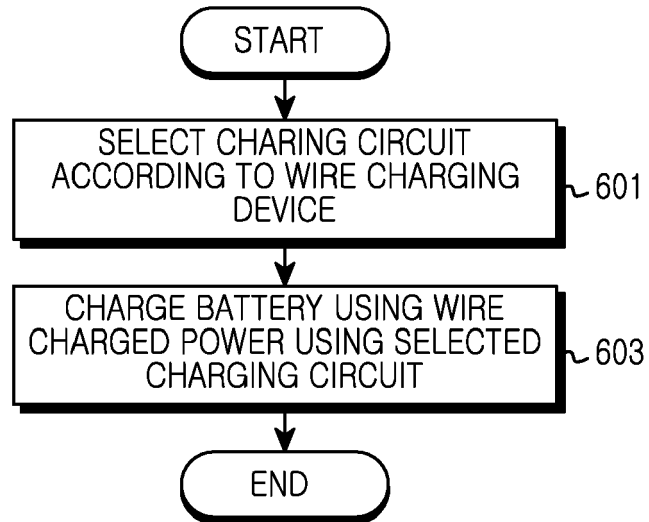 START
SELECT CHARING CIRCUIT
ACCORDING TO WIRE CHARGING
DEVICE
601
CHARGE BATTERY USING WIRE
CHARGED POWER USING SELECTED
CHARGING CIRCUIT
603
END